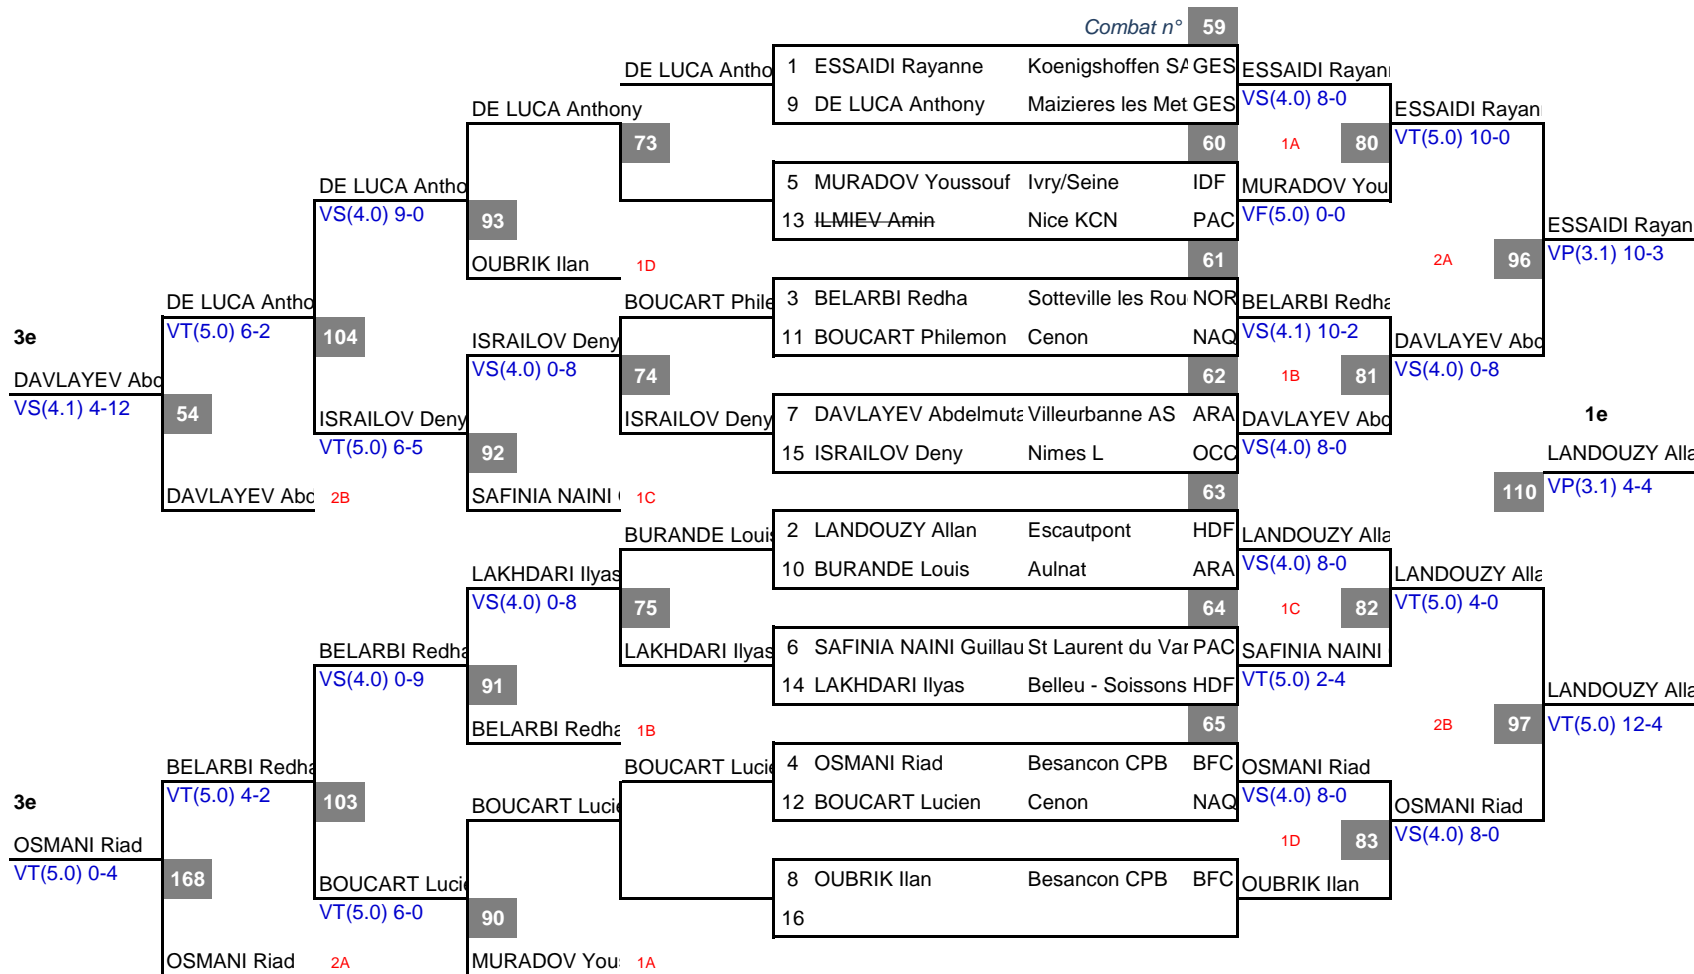 Combat n° 59
DE LUCA Antho 1 ESSAIDI Rayanne Koenigshoffen SA GES ESSAIDI Rayan
9 DE LUCA Anthony Maizieres les Met GES VS(4.0) 8-0
DE LUCA Anthony ESSAIDI Rayan
73 60 1A 80 VT(5.0) 10-0
DE LUCA Antho 5 MURADOV Youssouf Ivry/Seine IDF MURADOV You
VS(4.0) 9-0 93 13 ILMIEV Amin Nice KCN PAC VF(5.0) 0-0
ESSAIDI Rayan
OUBRIK Ilan 1D 61 2A 96 VP(3.1) 10-3
DE LUCA Antho BOUCART Phile 3 BELARBI Redha Sotteville les Rou NOR BELARBI Redha
VT(5.0) 6-2 11 BOUCART Philemon Cenon NAQ VS(4.1) 10-2
3e 104 ISRAILOV Deny DAVLAYEV Abd
VS(4.0) 0-8 74 62 1B 81 VS(4.0) 0-8
DAVLAYEV Abd
VS(4.1) 4-12 54 ISRAILOV Deny ISRAILOV Deny 7 DAVLAYEV Abdelmuta Villeurbanne AS ARA DAVLAYEV Abd 1e
VT(5.0) 6-5 92 15 ISRAILOV Deny Nimes L OCC VS(4.0) 8-0 LANDOUZY Alla
DAVLAYEV Abd 2B SAFINIA NAINI 1C 63 110 VP(3.1) 4-4
BURANDE Louis 2 LANDOUZY Allan Escautpont HDF LANDOUZY Alla
10 BURANDE Louis Aulnat ARA VS(4.0) 8-0
LAKHDARI Ilyas LANDOUZY Alla
VS(4.0) 0-8 75 64 1C 82 VT(5.0) 4-0
BELARBI Redha LAKHDARI Ilyas 6 SAFINIA NAINI Guillau St Laurent du Var PAC SAFINIA NAINI
VS(4.0) 0-9 91 14 LAKHDARI Ilyas Belleu - Soissons HDF VT(5.0) 2-4
LANDOUZY Alla
BELARBI Redha 1B 65 2B 97 VT(5.0) 12-4
BELARBI Redha BOUCART Lucie 4 OSMANI Riad Besancon CPB BFC OSMANI Riad
VT(5.0) 4-2 12 BOUCART Lucien Cenon NAQ VS(4.0) 8-0
3e 103 BOUCART Lucie OSMANI Riad
1D 83 VS(4.0) 8-0
OSMANI Riad
VT(5.0) 0-4 168 BOUCART Lucie 8 OUBRIK Ilan Besancon CPB BFC OUBRIK Ilan
VT(5.0) 6-0 90 16
OSMANI Riad 2A MURADOV You 1A